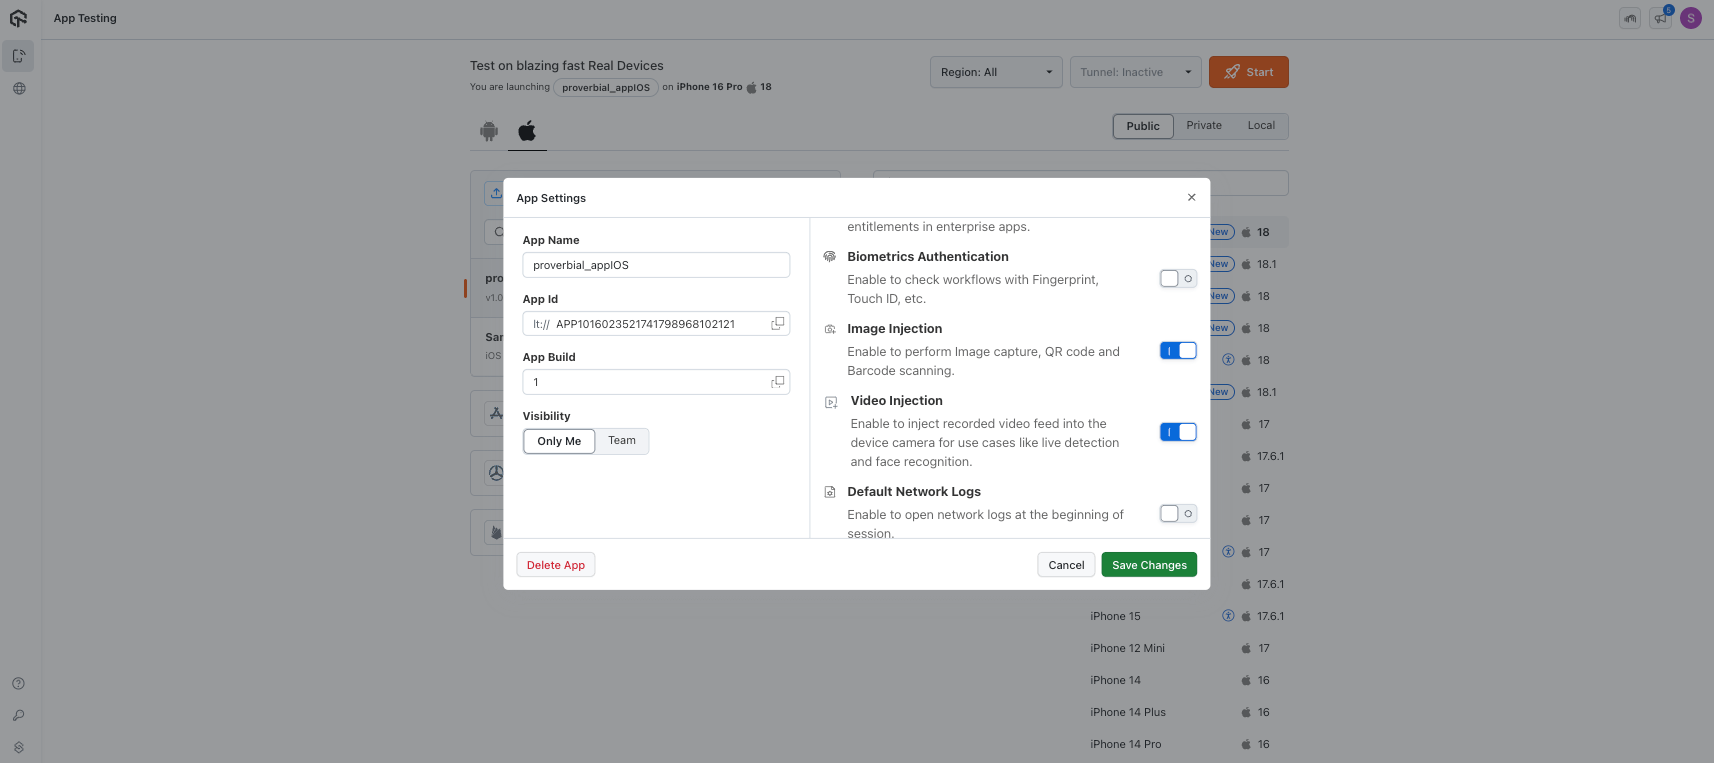 App Testing
5
S
Test on blazing fast Real Devices
You are launching proverbial_appIOS on iPhone 16 Pro 18
Region: All
Tunnel: Inactive
Start
Public
Private
Local
App Settings
App Name
proverbial_appIOS
App Id
lt:// APP10160235217417989681​02121
App Build
1
Visibility
Only Me
Team
entitlements in enterprise apps.
Biometrics Authentication
Enable to check workflows with Fingerprint,
Touch ID, etc.
Image Injection
Enable to perform Image capture, QR code and
Barcode scanning.
Video Injection
Enable to inject recorded video feed into the
device camera for use cases like live detection
and face recognition.
Default Network Logs
Enable to open network logs at the beginning of
session.
Delete App
Cancel
Save Changes
pro
v1.0
Sar
iOS
New 18
New 18.1
New 18
New 18
18
New 18.1
17
17.6.1
17
17
17
17.6.1
iPhone 15 17.6.1
iPhone 12 Mini 17
iPhone 14 16
iPhone 14 Plus 16
iPhone 14 Pro 16